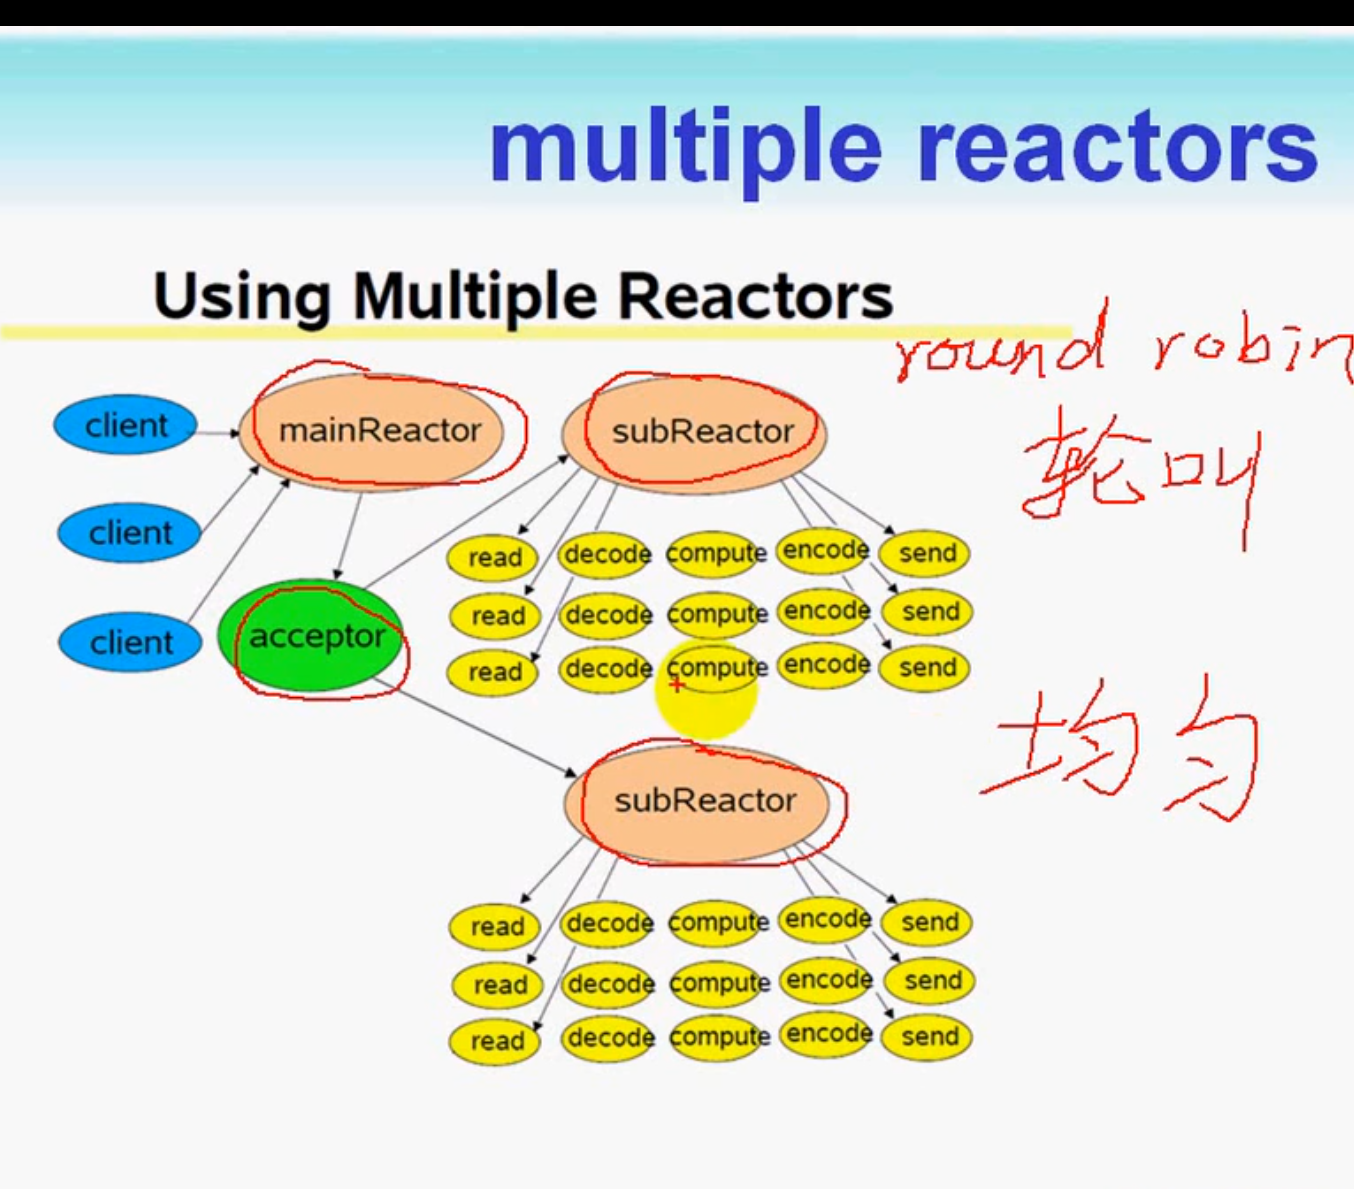 multiple reactors
Using Multiple Reactors
round robin
轮叫
均匀
client
mainReactor
subReactor
client
client
acceptor
read decode compute encode send
read decode compute encode send
read decode compute encode send
subReactor
read decode compute encode send
read decode compute encode send
read decode compute encode send